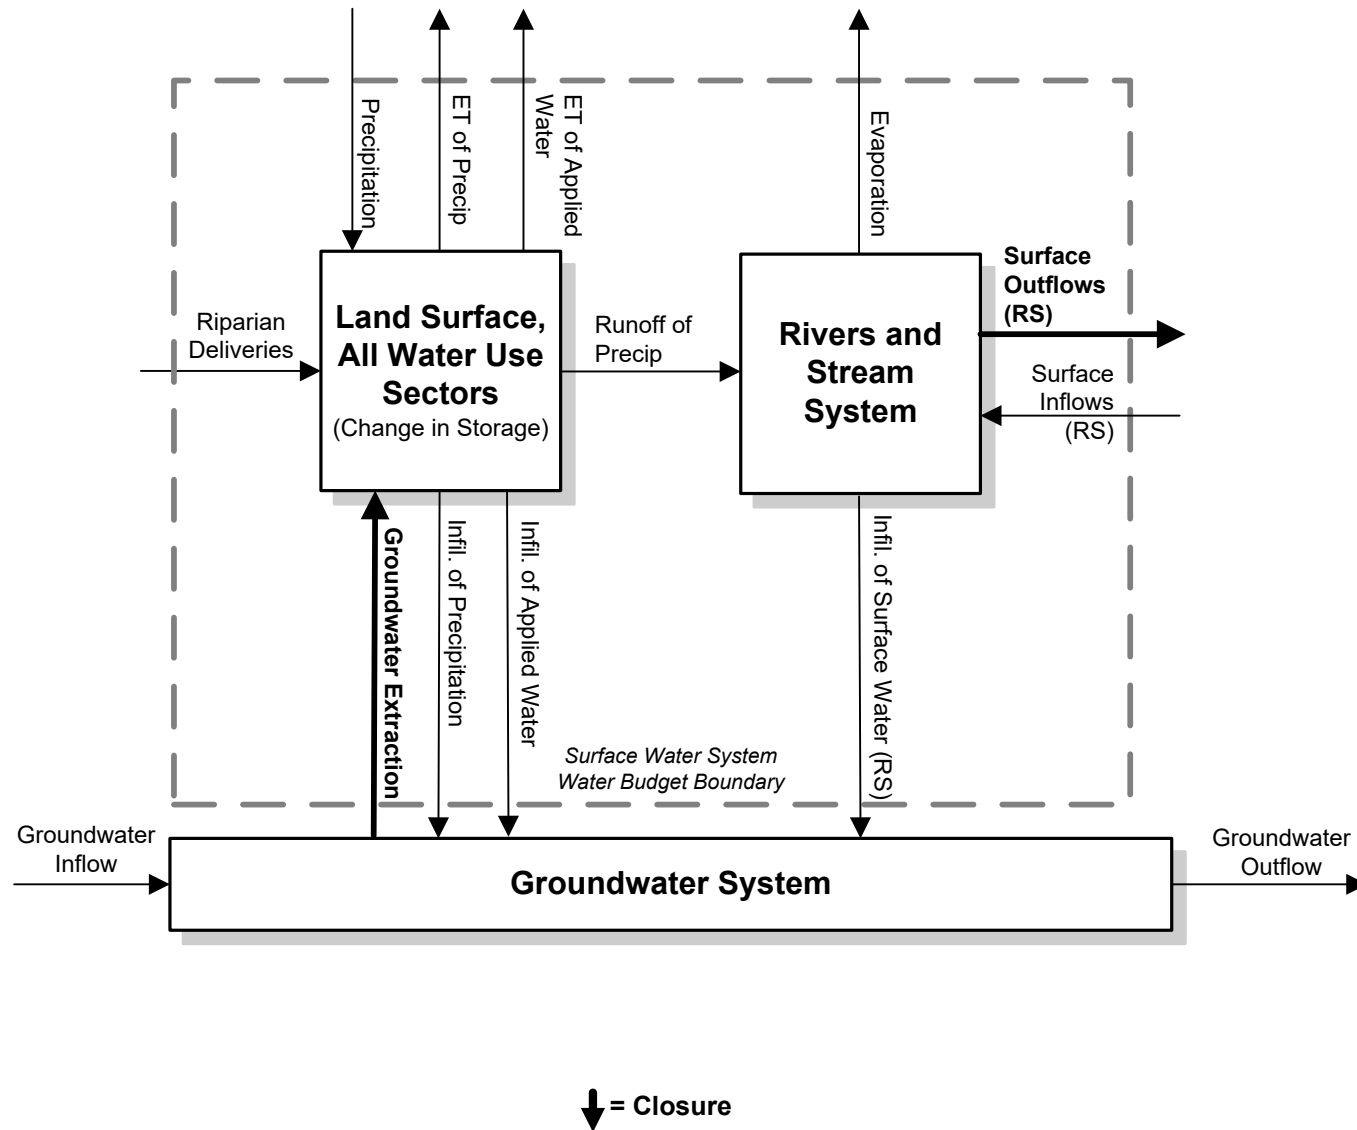 Precipitation
ET of Precip
ET of Applied
Water
Evaporation
Surface
Outflows
(RS)
Riparian
Deliveries
Land Surface,
All Water Use
Sectors
(Change in Storage)
Runoff of
Precip
Rivers and
Stream
System
Surface
Inflows
(RS)
Groundwater Extraction
Infil. of Precipitation
Infil. of Applied Water
Infil. of Surface Water (RS)
Surface Water System
Water Budget Boundary
Groundwater
Inflow
Groundwater System
Groundwater
Outflow
= Closure